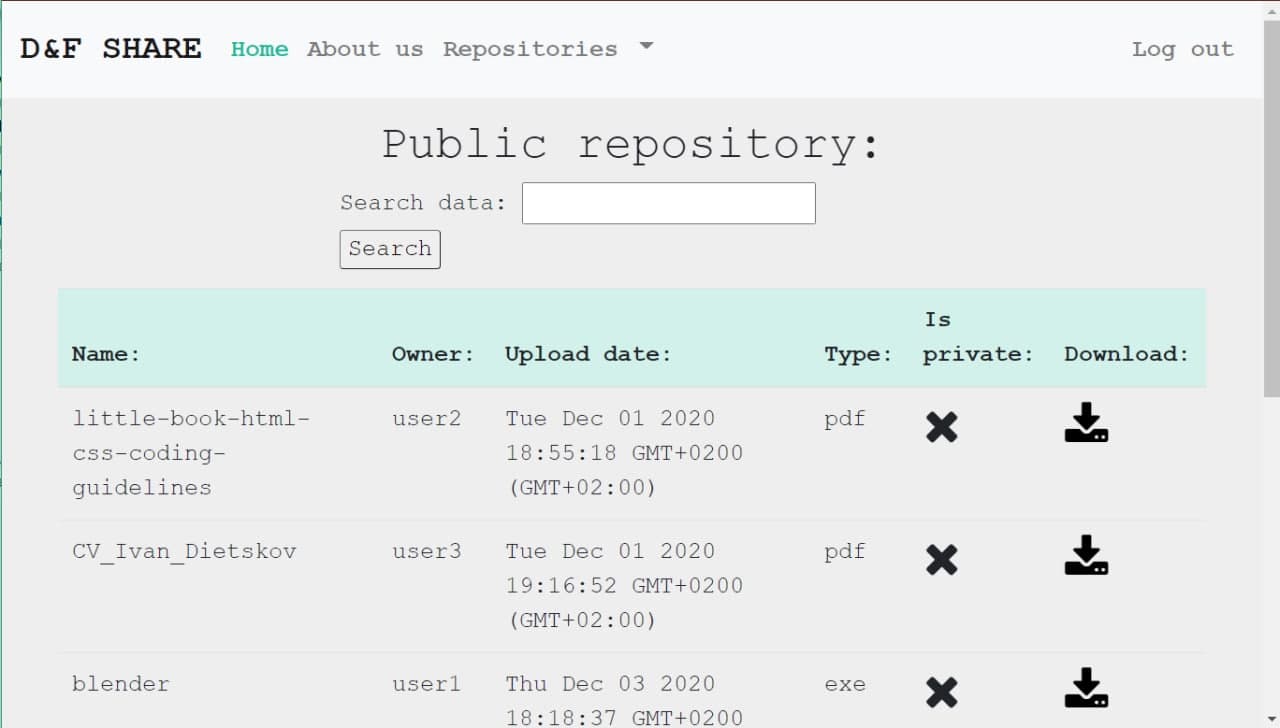 D&F SHARE Home About us Repositories Log out
Public repository:
Search data:
Search
Is
Name: Owner: Upload date: Type: private: Download:
little-book-html- user2 Tue Dec 01 2020 pdf
css-coding- 18:55:18 GMT+0200
guidelines (GMT+02:00)
CV_Ivan_Dietskov user3 Tue Dec 01 2020 pdf
19:16:52 GMT+0200
(GMT+02:00)
blender user1 Thu Dec 03 2020 exe
18:18:37 GMT+0200